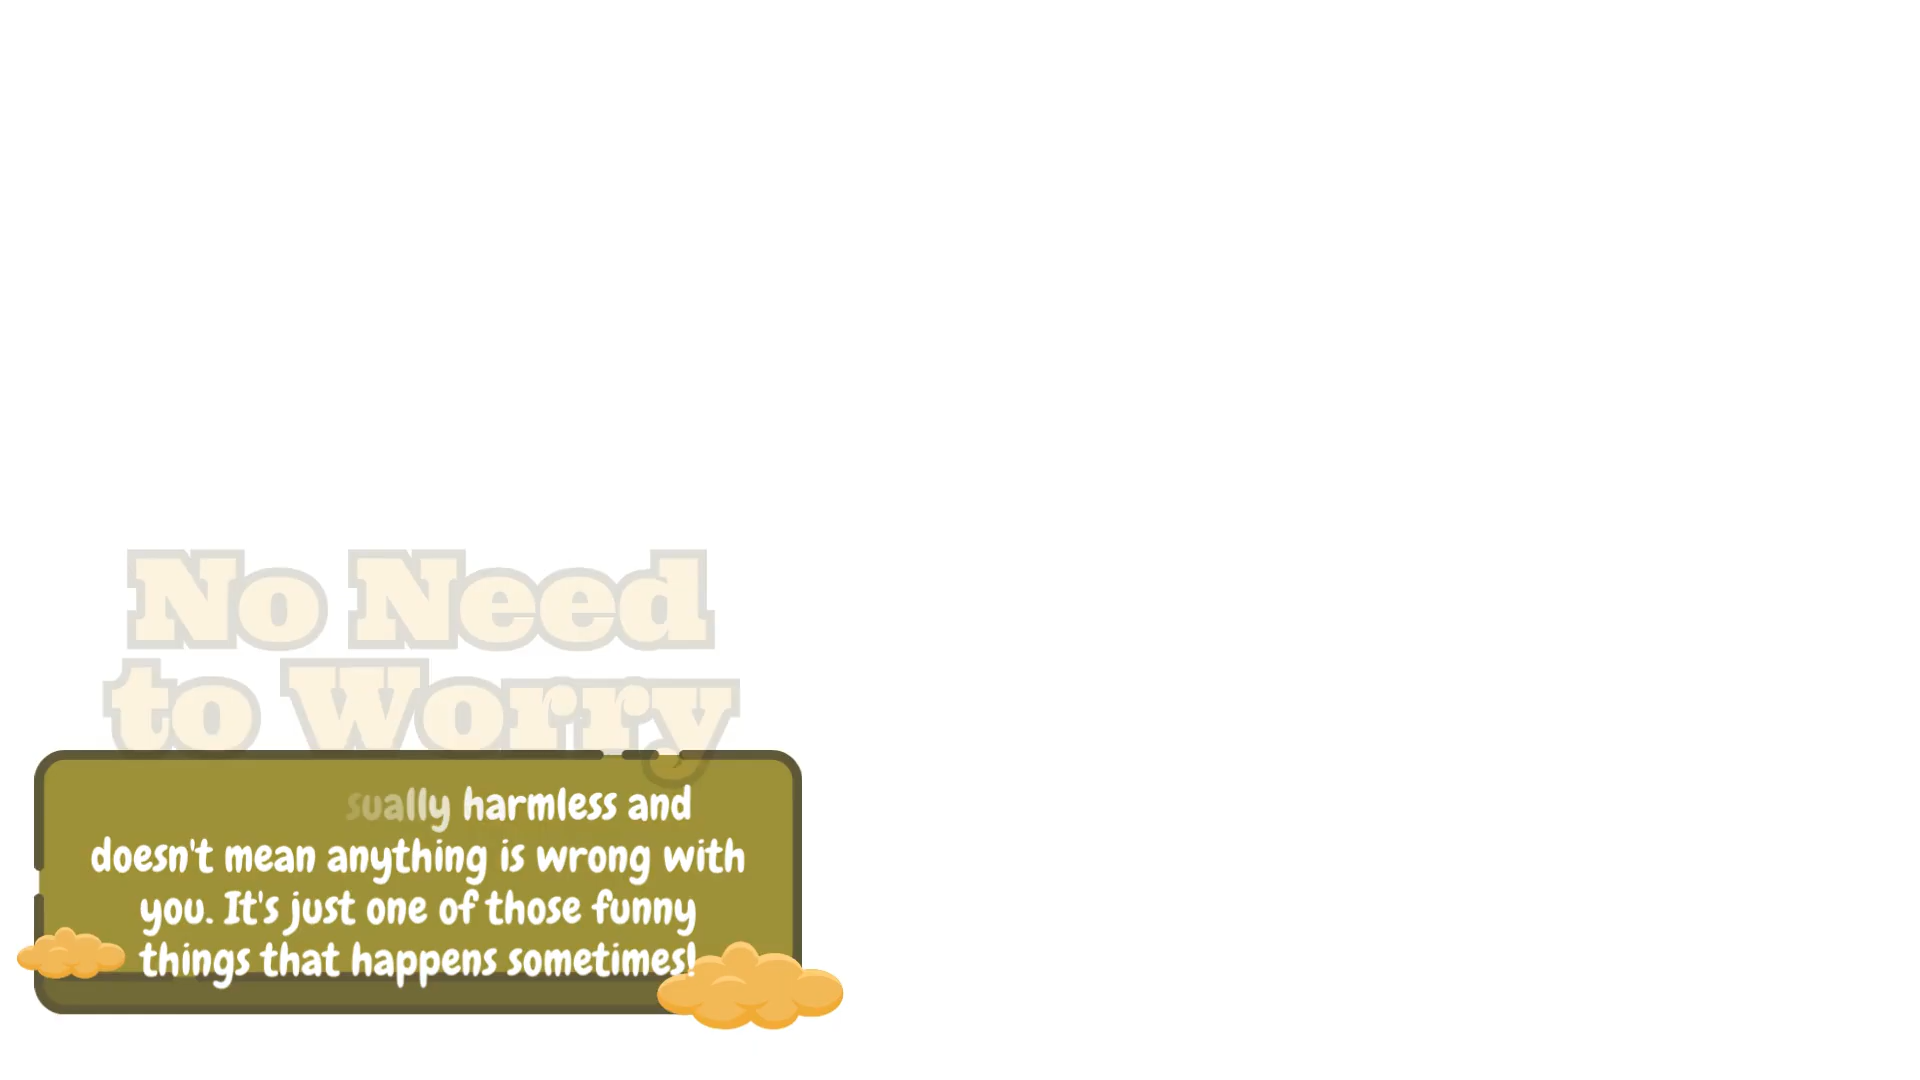 No Need
to Worry
sually harmless and
doesn't mean anything is wrong with
you. It's just one of those funny
things that happens sometimes!